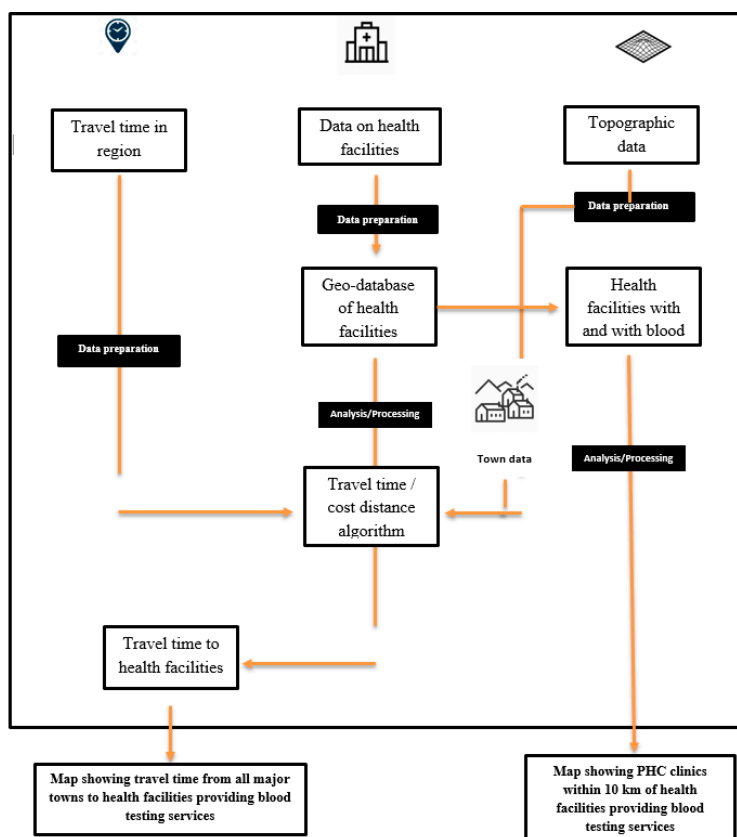 Travel time in
region
Data on health
facilities
Topographic
data
Data preparation
Data preparation
Geo-database
of health
facilities
Health
facilities with
and with blood
Data preparation
Analysis/Processing
Town data
Analysis/Processing
Travel time /
cost distance
algorithm
Travel time to
health facilities
Map showing travel time from all major
towns to health facilities providing blood
testing services
Map showing PHC clinics
within 10 km of health
facilities providing blood
testing services